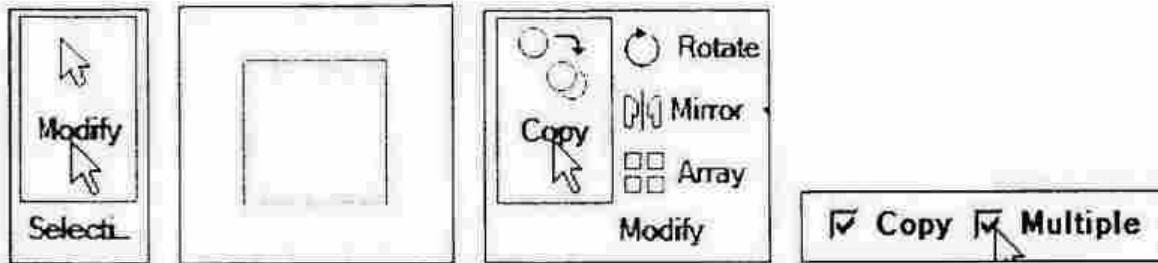 Modify
Selecti...
Copy
Rotate
Mirror
Array
Modify
Copy Multiple